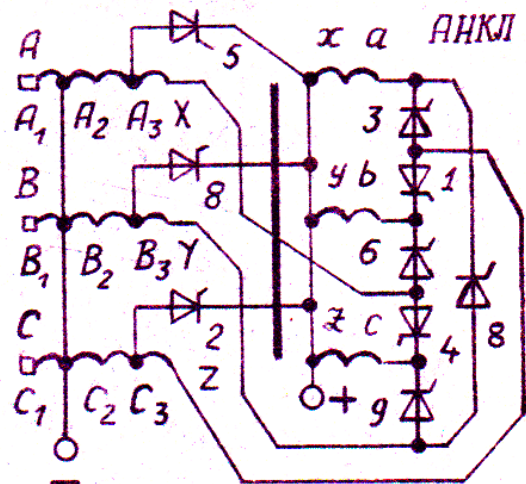 A x a АНКЛ
5
A₁ A₂ A₃ X 3
B 8 y b 1
B₁ B₂ B₃ Y 6
C 2 z c 4 8
C₁ C₂ C₃ Z + 9
−